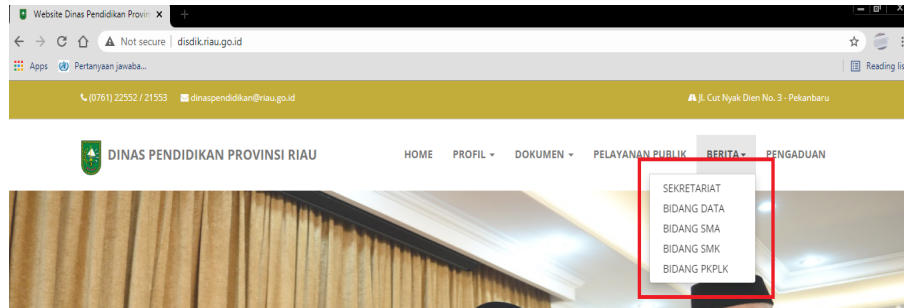 Website Dinas Pendidikan Provin
Not secure | disdik.riau.go.id
Apps Pertanyaan jawaba... Reading lis
(0761) 22552 / 21553 dinaspendidikan@riau.go.id Jl. Cut Nyak Dien No. 3 - Pekanbaru
DINAS PENDIDIKAN PROVINSI RIAU HOME PROFIL DOKUMEN PELAYANAN PUBLIK BERITA PENGADUAN
SEKRETARIAT
BIDANG DATA
BIDANG SMA
BIDANG SMK
BIDANG PKPLK